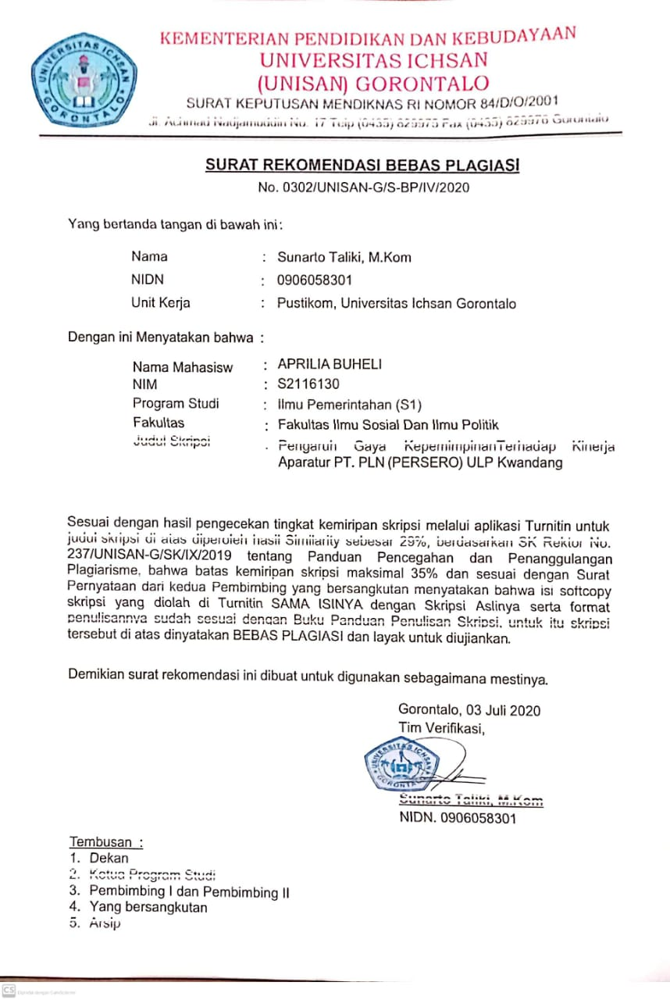 UNIVERSITAS ICHSAN
GORONTALO
KEMENTERIAN PENDIDIKAN DAN KEBUDAYAAN
UNIVERSITAS ICHSAN
(UNISAN) GORONTALO
SURAT KEPUTUSAN MENDIKNAS RI NOMOR 84/D/O/2001
Jl. Achmad Nadjamuddin No. 17 Telp (0435) 829975 Fax (0435) 829976 Gorontalo
SURAT REKOMENDASI BEBAS PLAGIASI
No. 0302/UNISAN-G/S-BP/IV/2020
Yang bertanda tangan di bawah ini :
Nama : Sunarto Taliki, M.Kom
NIDN : 0906058301
Unit Kerja : Pustikom, Universitas Ichsan Gorontalo
Dengan ini Menyatakan bahwa :
Nama Mahasisw : APRILIA BUHELI
NIM : S2116130
Program Studi : Ilmu Pemerintahan (S1)
Fakultas : Fakultas Ilmu Sosial Dan Ilmu Politik
Judul Skripsi : Pengaruh Gaya KepemimpinanTerhadap Kinerja
Aparatur PT. PLN (PERSERO) ULP Kwandang
Sesuai dengan hasil pengecekan tingkat kemiripan skripsi melalui aplikasi Turnitin untuk
judul skripsi di atas diperoleh hasil Similarity sebesar 29%, berdasarkan SK Rektor No.
237/UNISAN-G/SK/IX/2019 tentang Panduan Pencegahan dan Penanggulangan
Plagiarisme, bahwa batas kemiripan skripsi maksimal 35% dan sesuai dengan Surat
Pernyataan dari kedua Pembimbing yang bersangkutan menyatakan bahwa isi softcopy
skripsi yang diolah di Turnitin SAMA ISINYA dengan Skripsi Aslinya serta format
penulisannya sudah sesuai dengan Buku Panduan Penulisan Skripsi, untuk itu skripsi
tersebut di atas dinyatakan BEBAS PLAGIASI dan layak untuk diujiankan.
Demikian surat rekomendasi ini dibuat untuk digunakan sebagaimana mestinya.
Gorontalo, 03 Juli 2020
Tim Verifikasi,
UNIVERSITAS ICHSAN
GORONTALO
Sunarto Taliki, M.Kom
NIDN. 0906058301
Tembusan :
1. Dekan
2. Ketua Program Studi
3. Pembimbing I dan Pembimbing II
4. Yang bersangkutan
5. Arsip
CS Dipindai dengan CamScanner